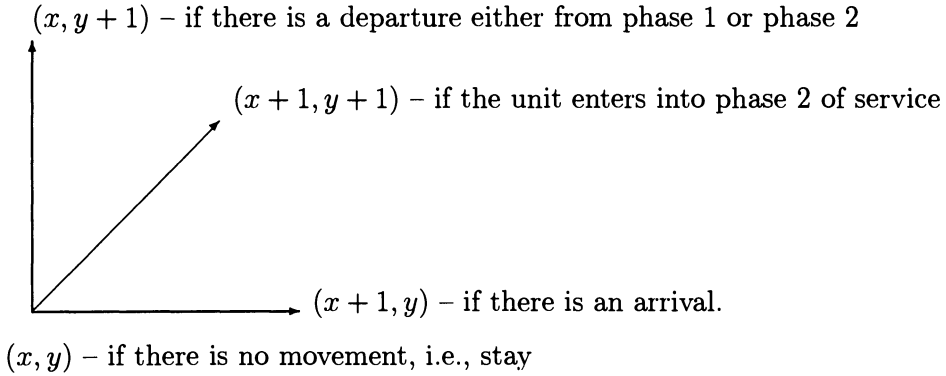 (x, y + 1) – if there is a departure either from phase 1 or phase 2
(x + 1, y + 1) – if the unit enters into phase 2 of service
(x + 1, y) – if there is an arrival.
(x, y) – if there is no movement, i.e., stay